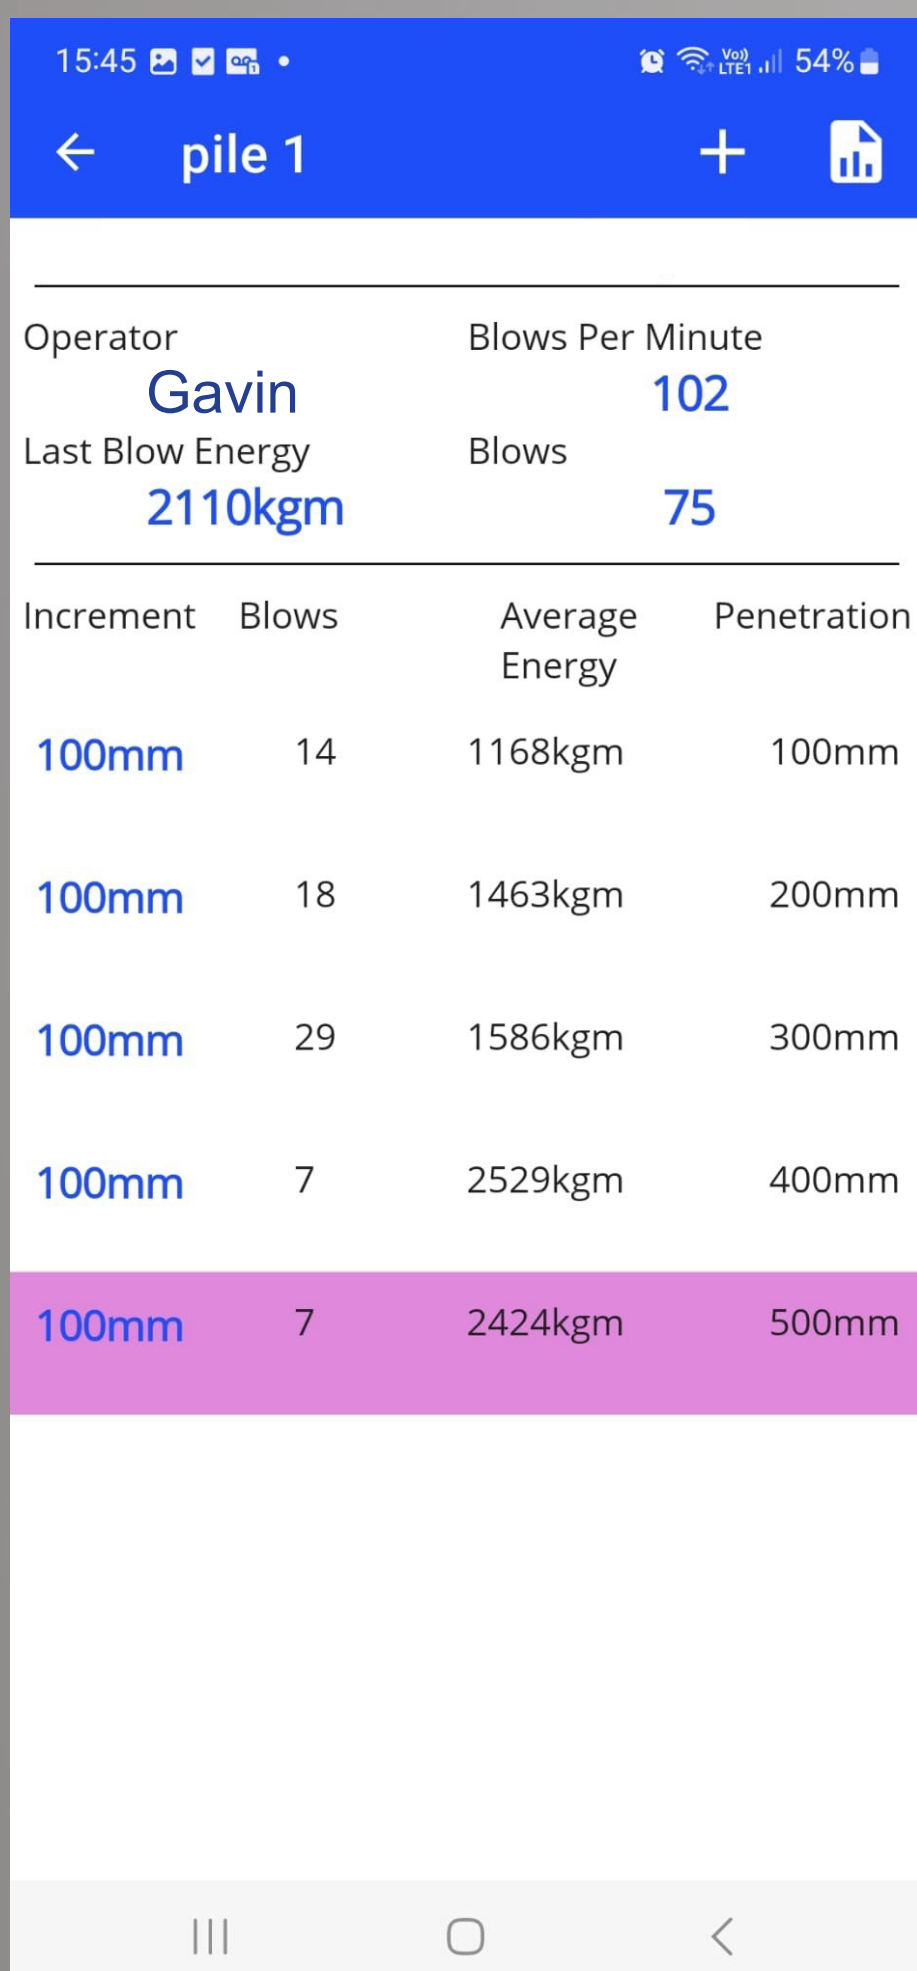 15:45 54%
Vo))
LTE1
pile 1
Operator Blows Per Minute
Gavin 102
Last Blow Energy Blows
2110kgm 75
Increment Blows Average Penetration
Energy
100mm 14 1168kgm 100mm
100mm 18 1463kgm 200mm
100mm 29 1586kgm 300mm
100mm 7 2529kgm 400mm
100mm 7 2424kgm 500mm